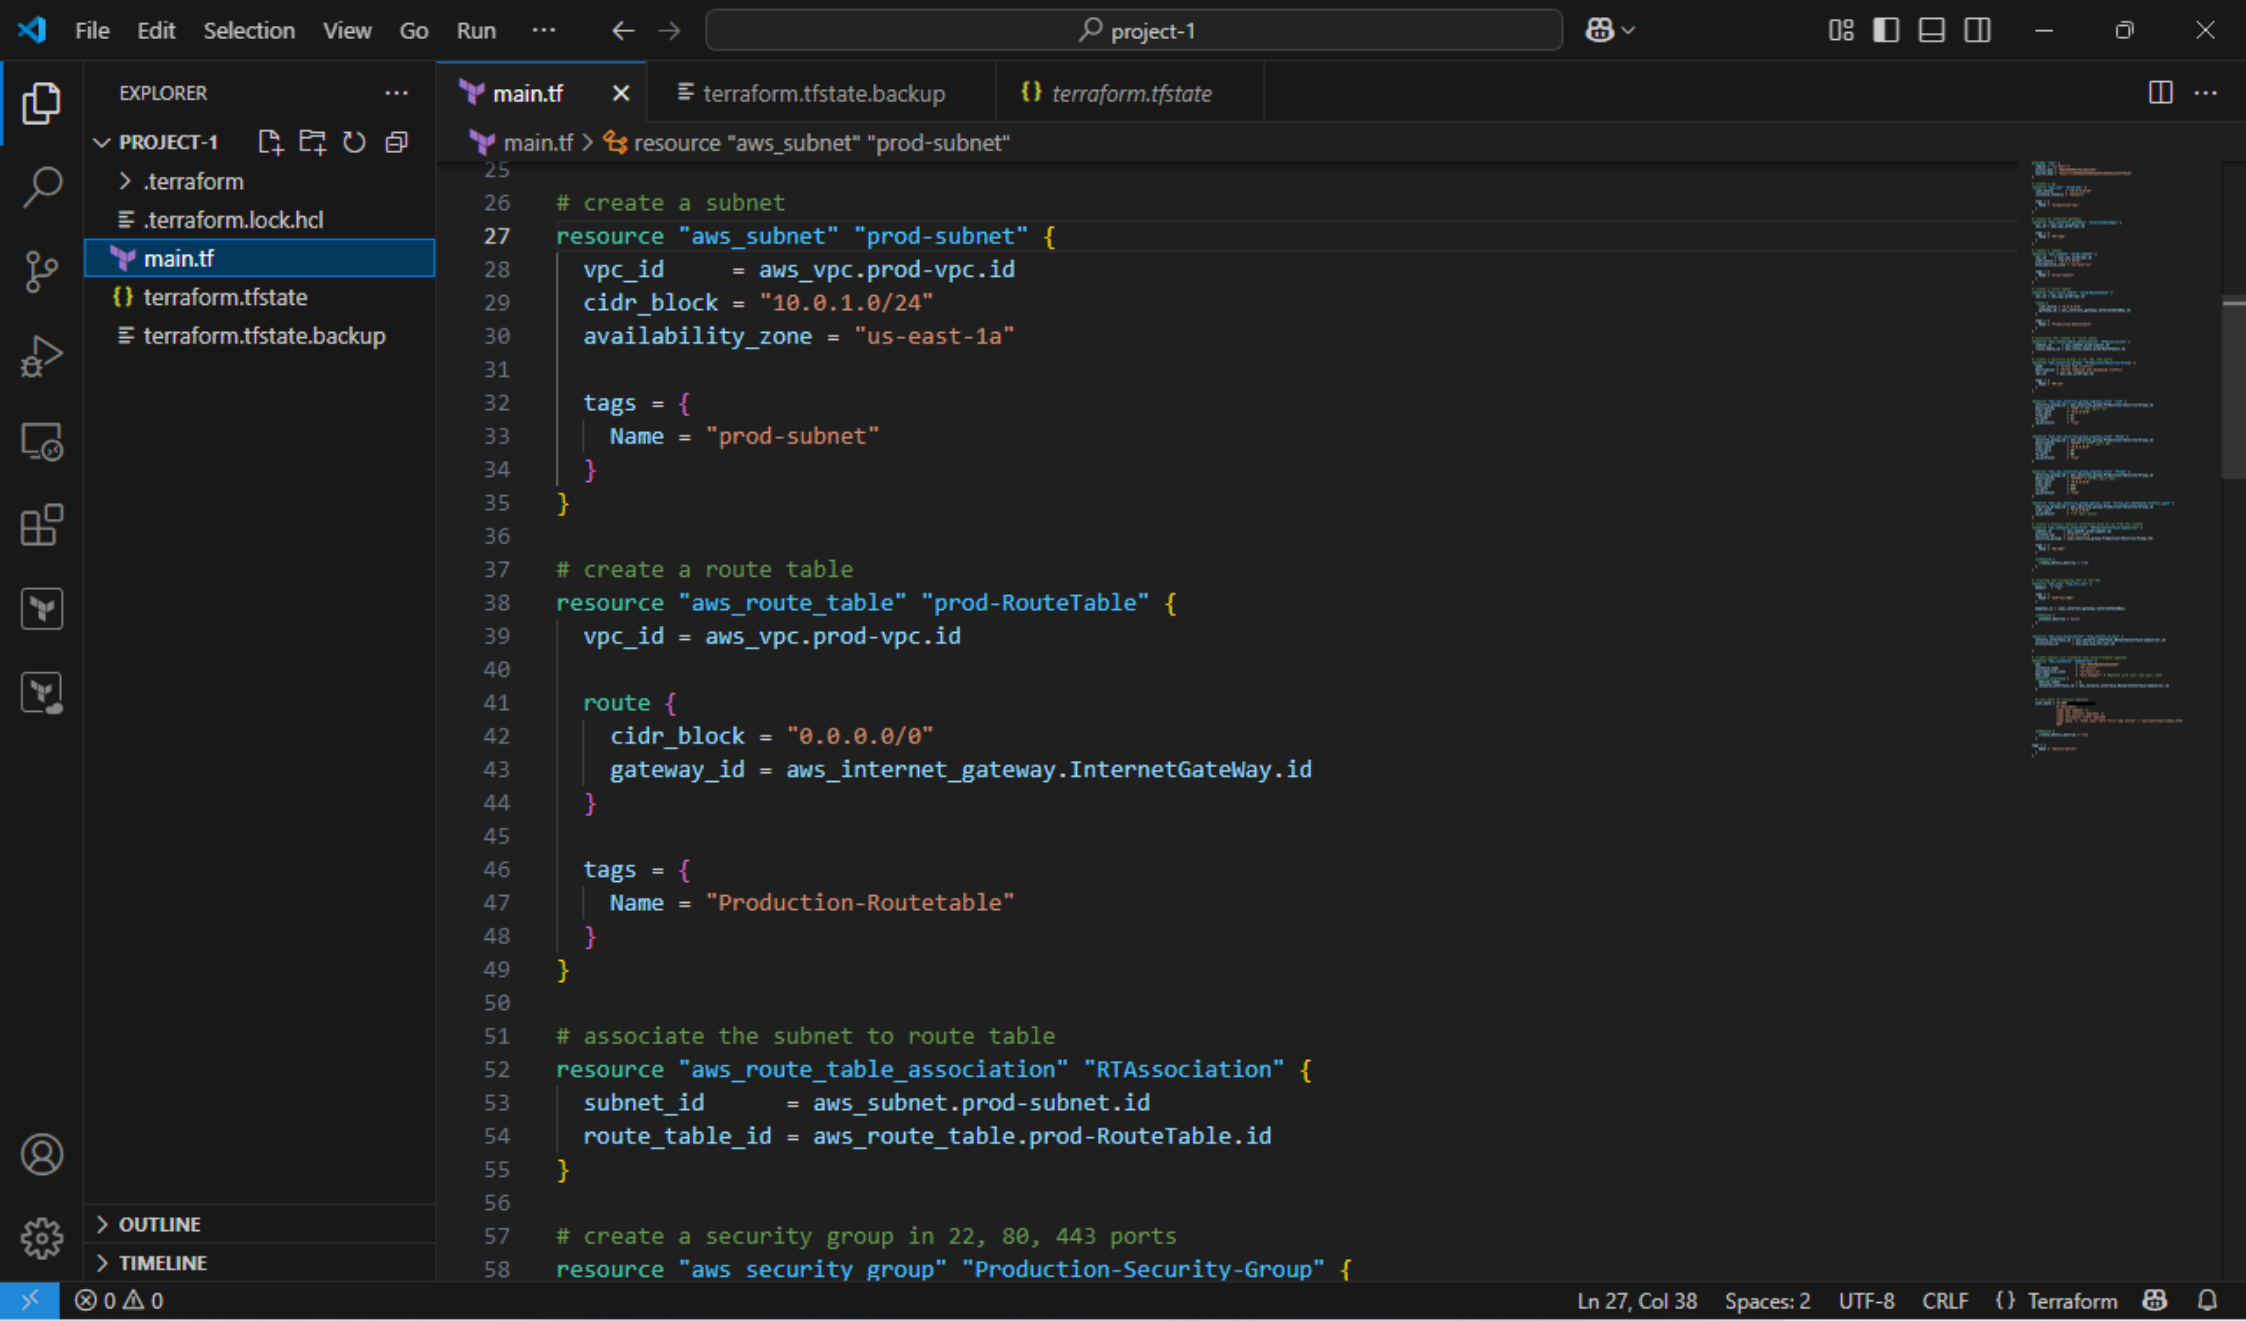 File Edit Selection View Go Run ···
project-1
EXPLORER
PROJECT-1
.terraform
.terraform.lock.hcl
main.tf
terraform.tfstate
terraform.tfstate.backup
OUTLINE
TIMELINE
main.tf terraform.tfstate.backup terraform.tfstate
main.tf > resource "aws_subnet" "prod-subnet"
25
26 # create a subnet
27 resource "aws_subnet" "prod-subnet" {
28 vpc_id = aws_vpc.prod-vpc.id
29 cidr_block = "10.0.1.0/24"
30 availability_zone = "us-east-1a"
31
32 tags = {
33 Name = "prod-subnet"
34 }
35 }
36
37 # create a route table
38 resource "aws_route_table" "prod-RouteTable" {
39 vpc_id = aws_vpc.prod-vpc.id
40
41 route {
42 cidr_block = "0.0.0.0/0"
43 gateway_id = aws_internet_gateway.InternetGateWay.id
44 }
45
46 tags = {
47 Name = "Production-Routetable"
48 }
49 }
50
51 # associate the subnet to route table
52 resource "aws_route_table_association" "RTAssociation" {
53 subnet_id = aws_subnet.prod-subnet.id
54 route_table_id = aws_route_table.prod-RouteTable.id
55 }
56
57 # create a security group in 22, 80, 443 ports
58 resource "aws_security_group" "Production-Security-Group" {
0 0
Ln 27, Col 38 Spaces: 2 UTF-8 CRLF {} Terraform